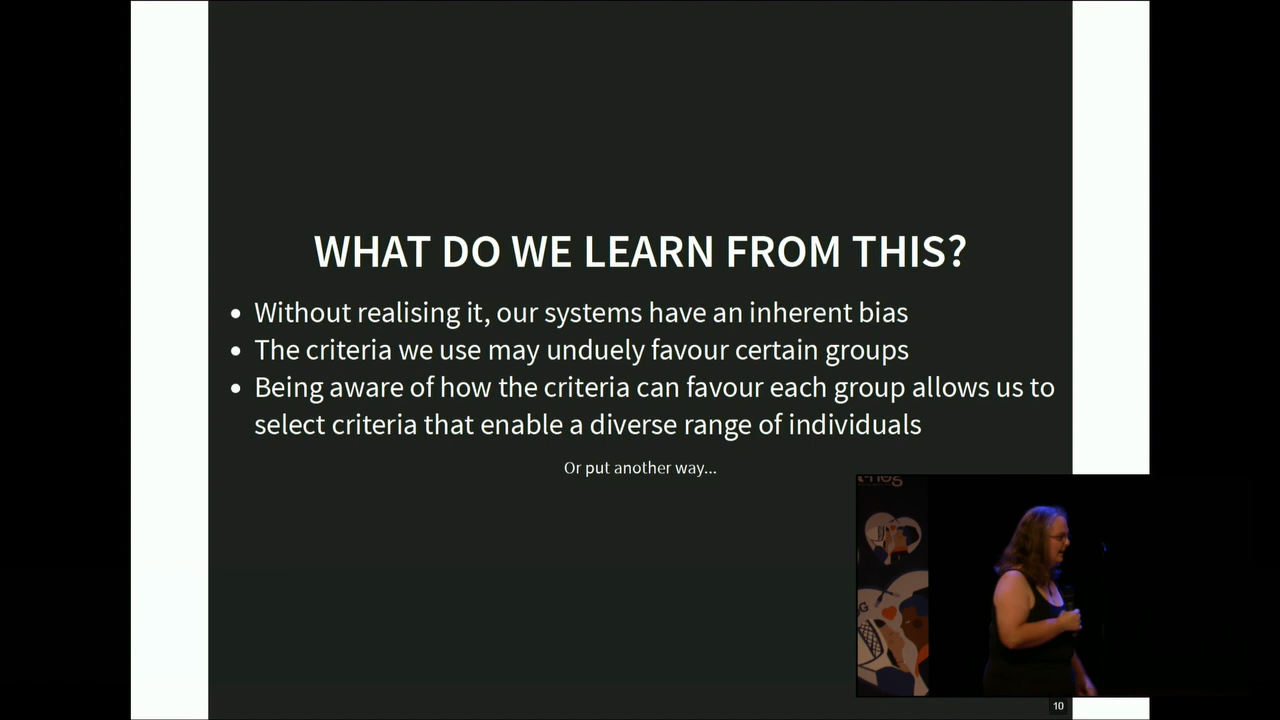 WHAT DO WE LEARN FROM THIS?
Without realising it, our systems have an inherent bias
The criteria we use may unduely favour certain groups
Being aware of how the criteria can favour each group allows us to
select criteria that enable a diverse range of individuals
Or put another way...
10